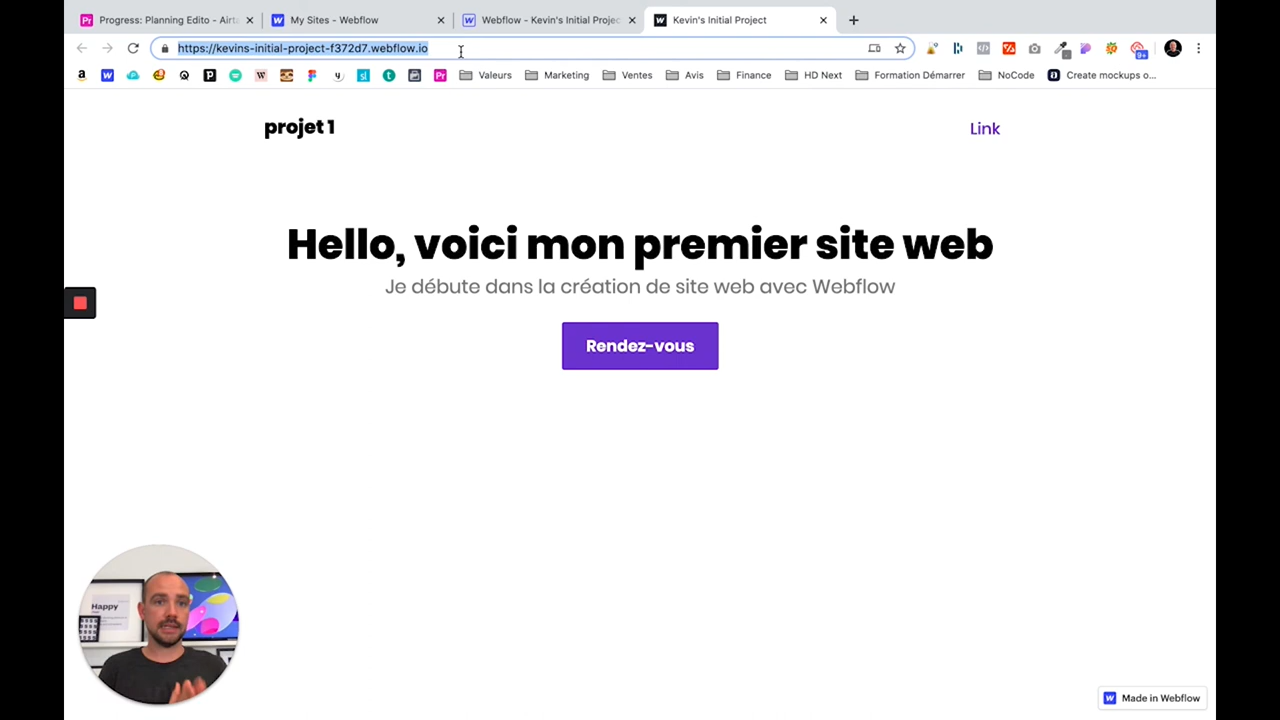 Progress: Planning Edito - Airta
My Sites - Webflow
Webflow - Kevin's Initial Projec
Kevin's Initial Project
https://kevins-initial-project-f372d7.webflow.io
Valeurs
Marketing
Ventes
Avis
Finance
HD Next
Formation Démarrer
NoCode
Create mockups o...
projet 1
Link
Hello, voici mon premier site web
Je débute dans la création de site web avec Webflow
Rendez-vous
Happy
Made in Webflow